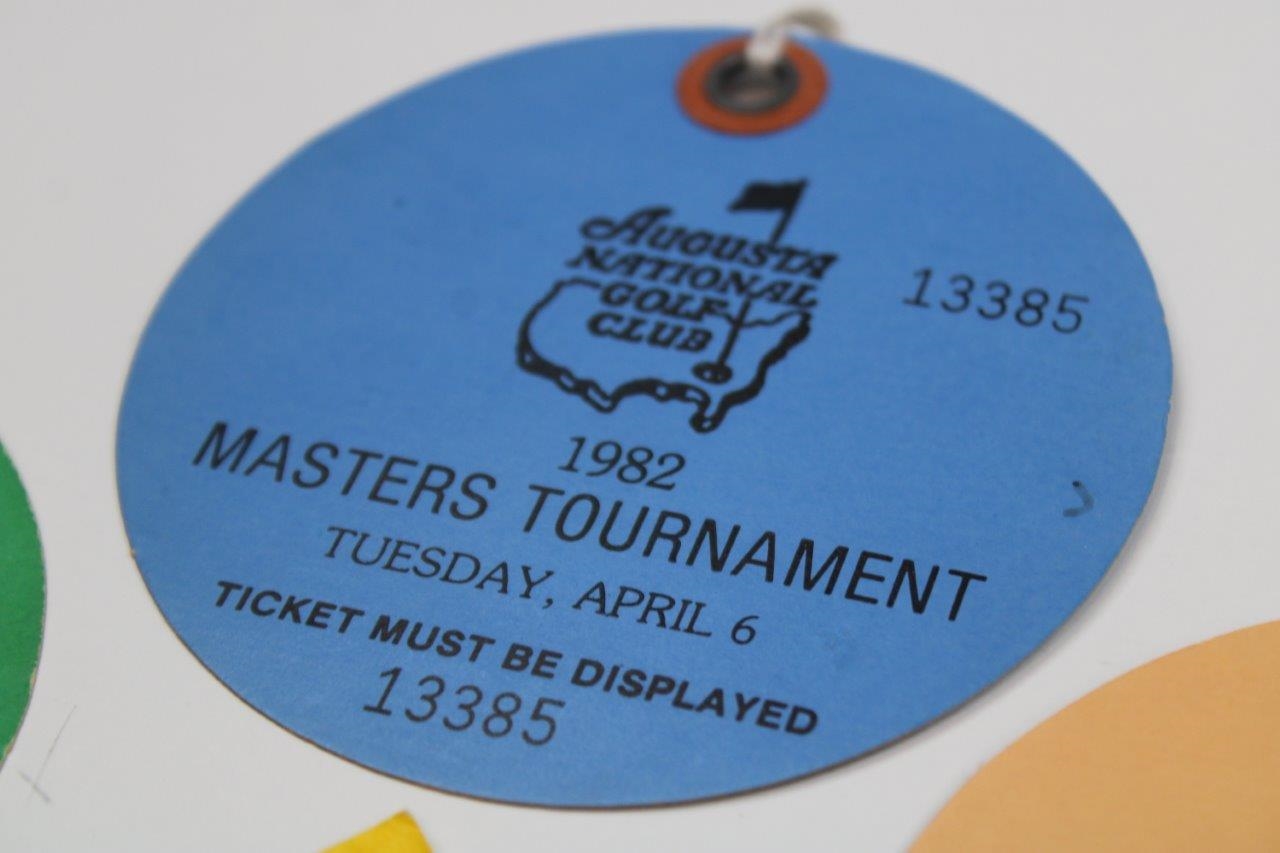 AUGUSTA
NATIONAL
GOLF
CLUB
13385
1982
MASTERS TOURNAMENT
TUESDAY, APRIL 6
TICKET MUST BE DISPLAYED
13385